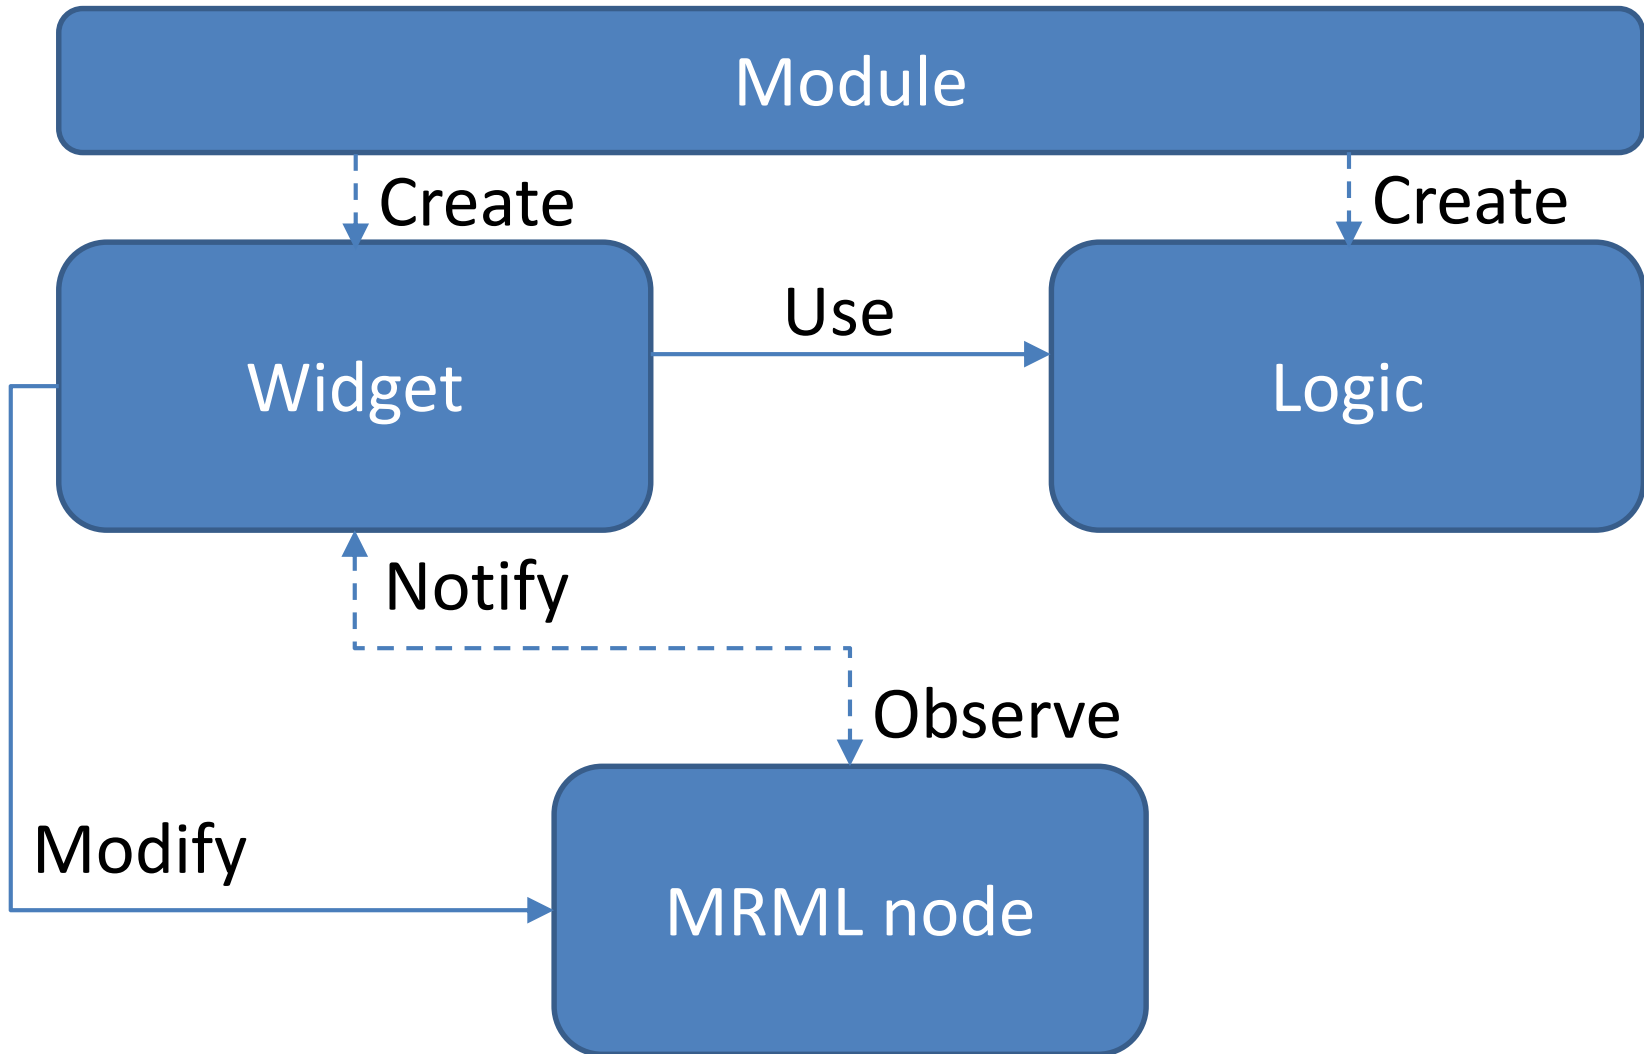 Module
Create
Create
Use
Widget
Logic
Notify
Observe
Modify
MRML node